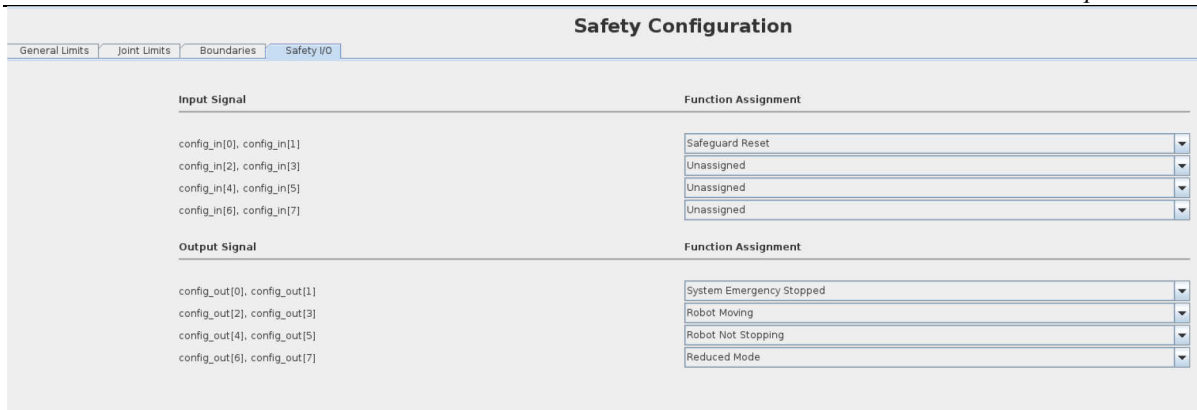 Safety Configuration
General Limits Joint Limits Boundaries Safety I/O
Input Signal Function Assignment
config_in[0], config_in[1] Safeguard Reset
config_in[2], config_in[3] Unassigned
config_in[4], config_in[5] Unassigned
config_in[6], config_in[7] Unassigned
Output Signal Function Assignment
config_out[0], config_out[1] System Emergency Stopped
config_out[2], config_out[3] Robot Moving
config_out[4], config_out[5] Robot Not Stopping
config_out[6], config_out[7] Reduced Mode